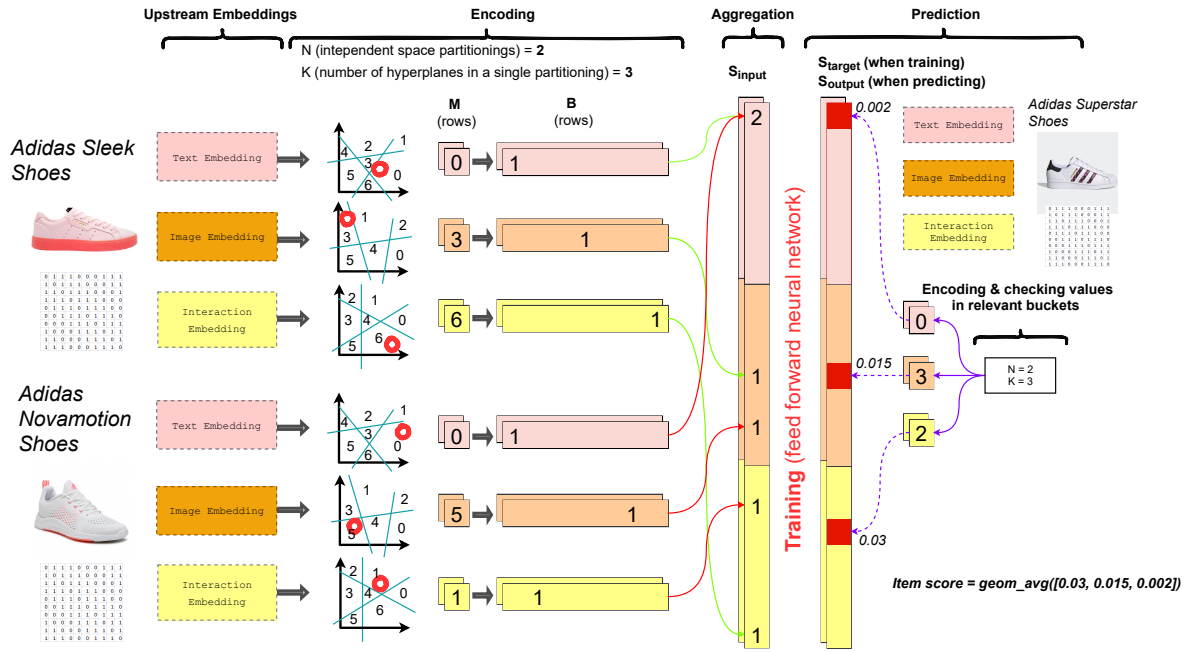 Upstream Embeddings
Encoding
Aggregation
Prediction
N (intependent space partitionings) = 2
K (number of hyperplanes in a single partitioning) = 3
M
(rows)
B
(rows)
Sinput
Starget (when training)
Soutput (when predicting)
Adidas Sleek
Shoes
Text Embedding
4 2 1
3
5 0
6
0
1
Image Embedding
1
2
3
4
5 0
3
1
Interaction
Embedding
2 1
3 4 0
6
5
6
1
Adidas
Novamotion
Shoes
Text Embedding
4 2 1
3
5 0
6
0
1
Image Embedding
1
2
3
4
5 0
5
1
Interaction
Embedding
2 1
3 4 0
6
5
1
1
2
1
1
1
1
Training (feed forward neural network)
0.002
0.015
0.03
Text Embedding
Image Embedding
Interaction
Embedding
Adidas Superstar
Shoes
Encoding & checking values
in relevant buckets
0
3
2
N = 2
K = 3
Item score = geom_avg([0.03, 0.015, 0.002])